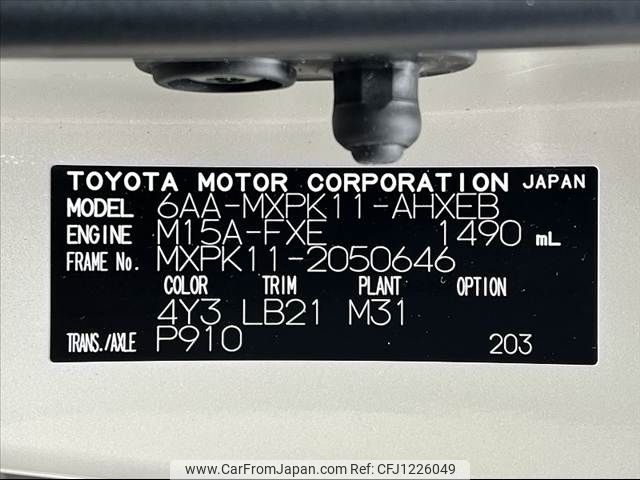 TOYOTA MOTOR CORPORATION JAPAN
MODEL 6AA-MXPK11-AHXEB
ENGINE M15A-FXE 1490 mL
FRAME No. MXPK11-2050646
COLOR TRIM PLANT OPTION
4Y3 LB21 M31
TRANS./AXLE P910 203
www.CarFromJapan.com - CFJ1226049